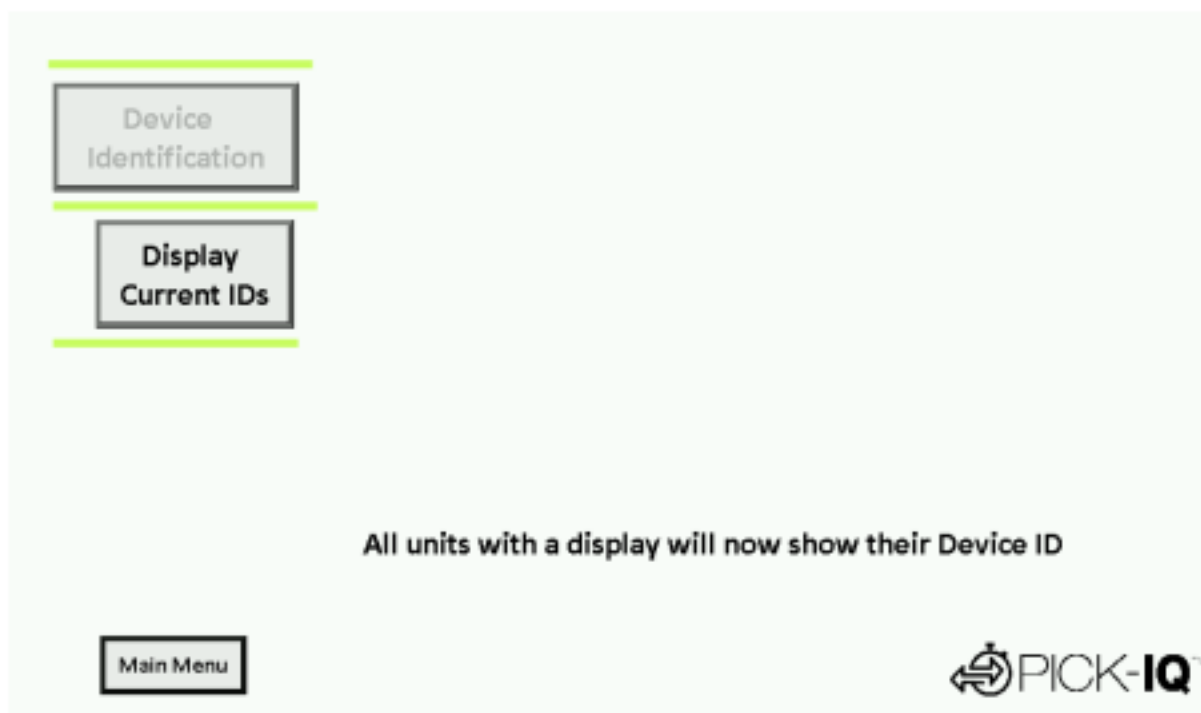 Device
Identification
Display
Current IDs
All units with a display will now show their Device ID
Main Menu
PICK-IQ